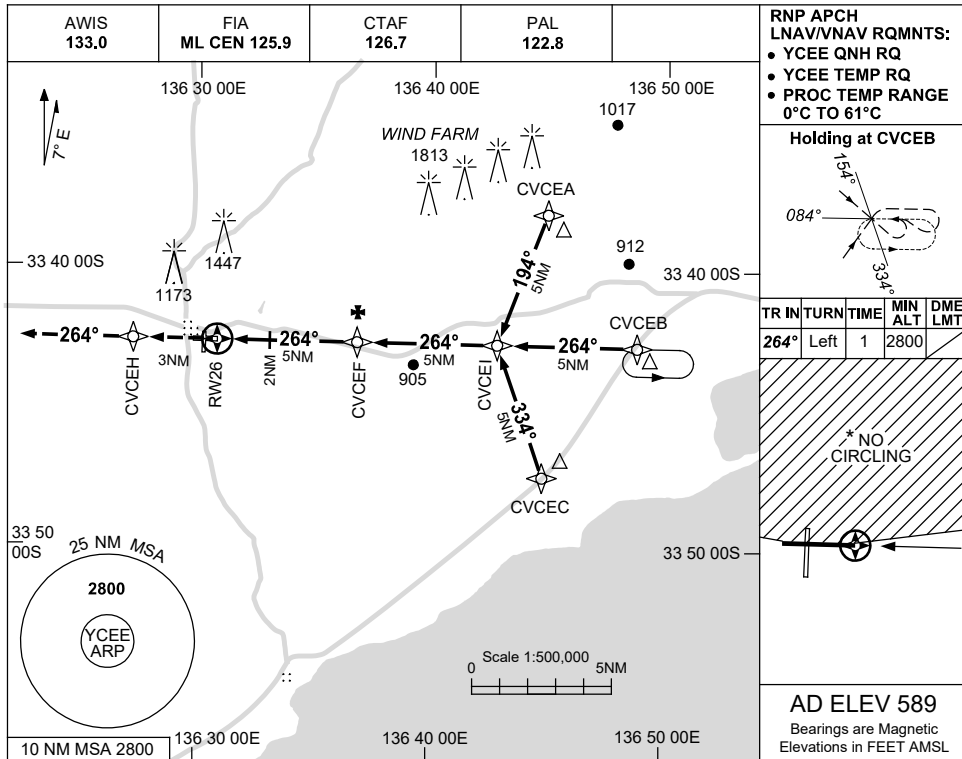 AWIS
133.0
FIA
ML CEN 125.9
CTAF
126.7
PAL
122.8
RNP APCH
LNAV/VNAV RQMNTS:
• YCEE QNH RQ
• YCEE TEMP RQ
• PROC TEMP RANGE
0°C TO 61°C
136 30 00E
136 40 00E
136 50 00E
7° E
1017
WIND FARM
1813
CVCEA
1447
1173
912
33 40 00S
33 40 00S
194°
5NM
CVCEB
264°
264°
264°
264°
3NM
2NM
5NM
5NM
5NM
CVCEH
RW26
CVCEF
905
CVCEI
334°
5NM
CVCEC
33 50
00S
33 50 00S
25 NM MSA
2800
YCEE
ARP
Scale 1:500,000
0
5NM
10 NM MSA 2800
136 30 00E
136 40 00E
136 50 00E
Holding at CVCEB
154°
084°
334°
TR IN
TURN
TIME
MIN
ALT
DME
LMT
264°
Left
1
2800
* NO
CIRCLING
AD ELEV 589
Bearings are Magnetic
Elevations in FEET AMSL